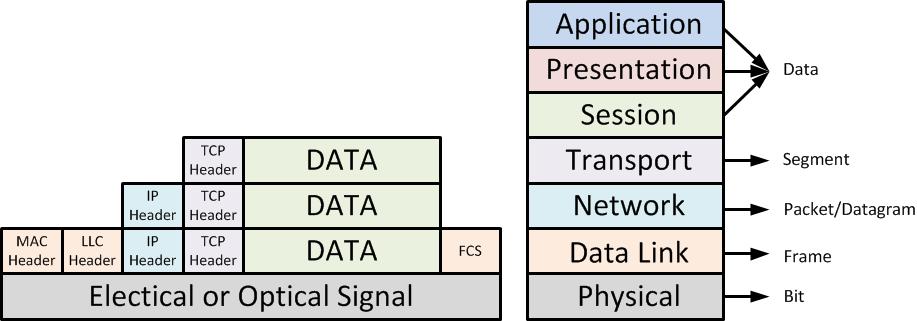 Application
Presentation
Data
Session
TCP
Header
DATA
Transport
Segment
IP
Header
TCP
Header
DATA
Network
Packet/Datagram
MAC
Header
LLC
Header
IP
Header
TCP
Header
DATA
FCS
Data Link
Frame
Electical or Optical Signal
Physical
Bit